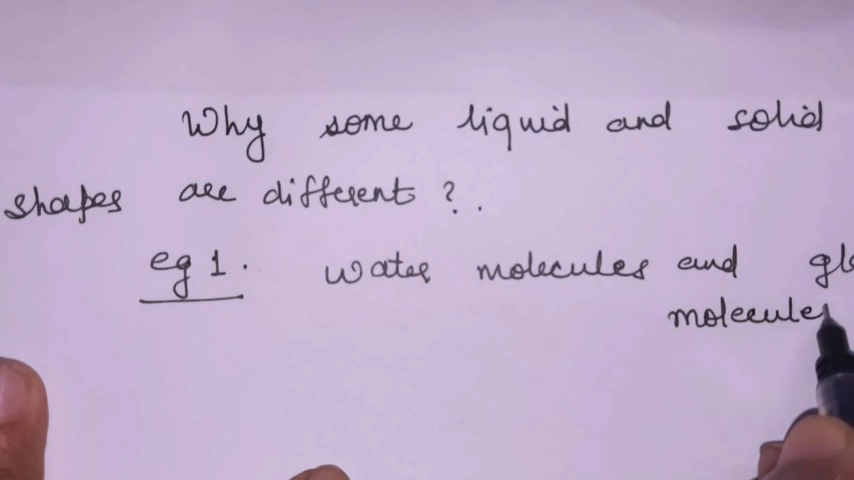 Why some liquid and solid
shapes are different ?.
eg 1. water molecules and
molecules